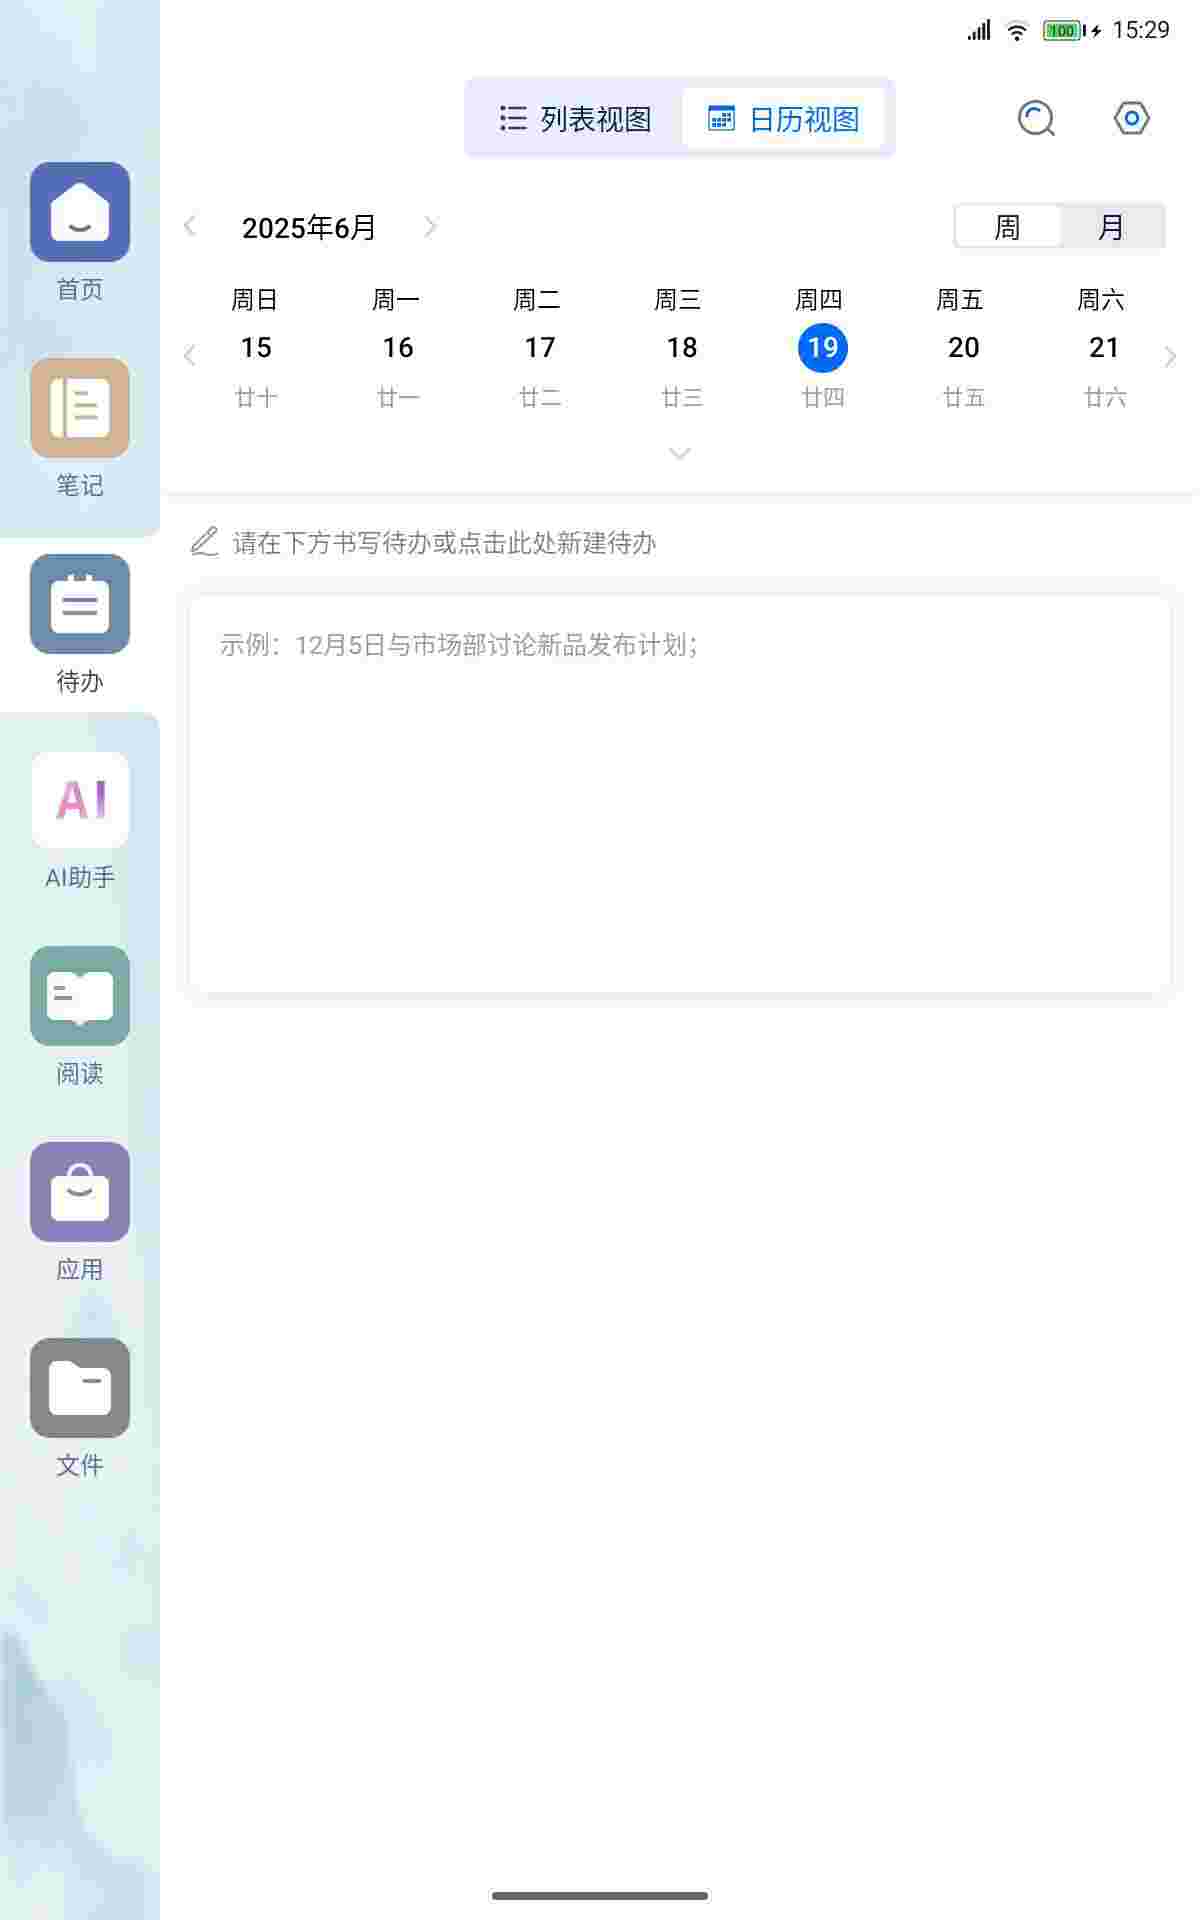 100 15:29
列表视图 日历视图
2025年6月 周 月
周日 周一 周二 周三 周四 周五 周六
15 16 17 18 19 20 21
廿十 廿一 廿二 廿三 廿四 廿五 廿六
请在下方书写待办或点击此处新建待办
示例：12月5日与市场部讨论新品发布计划；
首页
笔记
待办
AI
AI助手
阅读
应用
文件